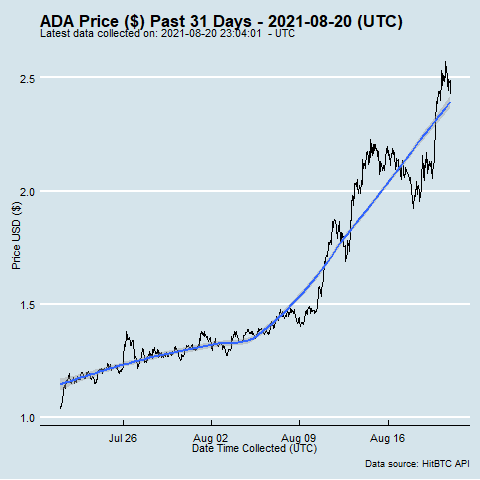 ADA Price ($) Past 31 Days - 2021-08-20 (UTC)
Latest data collected on: 2021-08-20 23:04:01 - UTC
2.5
2.0
Price USD ($)
1.5
1.0
Jul 26 Aug 02 Aug 09 Aug 16
Date Time Collected (UTC)
Data source: HitBTC API